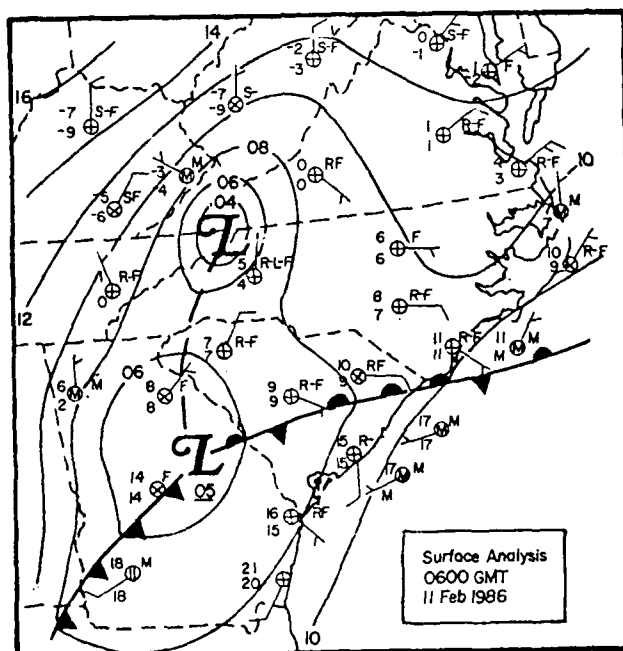 14
-2 S-F
-3
0 S-F
-1
-1 F
16
-7 S-F
-9
-7 S-
-9
1 R-F
1
08
-3 M
4
0 RF
0
4 R-F
3
10
-5 SF
-6
06
04
L
M
6
6
10 R-F
9
1 R-F
0
5 R-L-F
4
8 R-F
7
12
7 R-F
7
11 R-F
11
11 M
M
6 M
2
06
8 F
8
10 RF
9
9 R-F
9
L
05
15 R-
15
17 M
17
17 M
M
14 F
14
16 RF
15
18 M
18
21
20
10
Surface Analysis
0600 GMT
11 Feb 1986